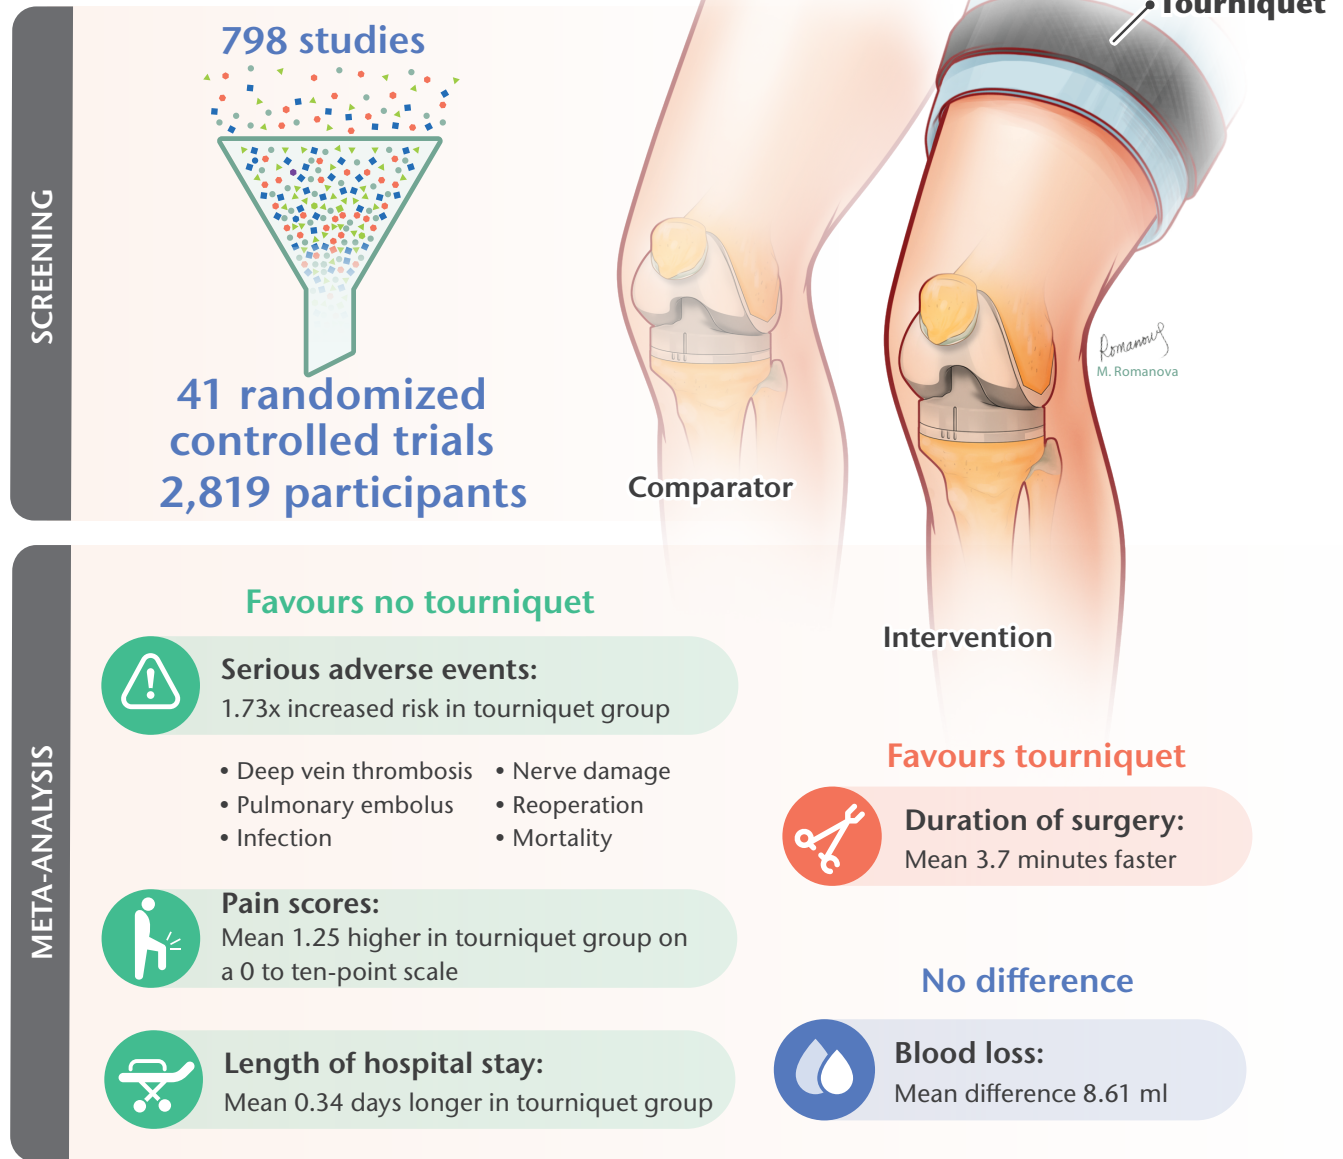 Tourniquet
SCREENING
798 studies
41 randomized
controlled trials
2,819 participants
Comparator
Romanova
M. Romanova
Intervention
META-ANALYSIS
Favours no tourniquet
Serious adverse events:
1.73x increased risk in tourniquet group
• Deep vein thrombosis
• Pulmonary embolus
• Infection
• Nerve damage
• Reoperation
• Mortality
Pain scores:
Mean 1.25 higher in tourniquet group on
a 0 to ten-point scale
Length of hospital stay:
Mean 0.34 days longer in tourniquet group
Favours tourniquet
Duration of surgery:
Mean 3.7 minutes faster
No difference
Blood loss:
Mean difference 8.61 ml